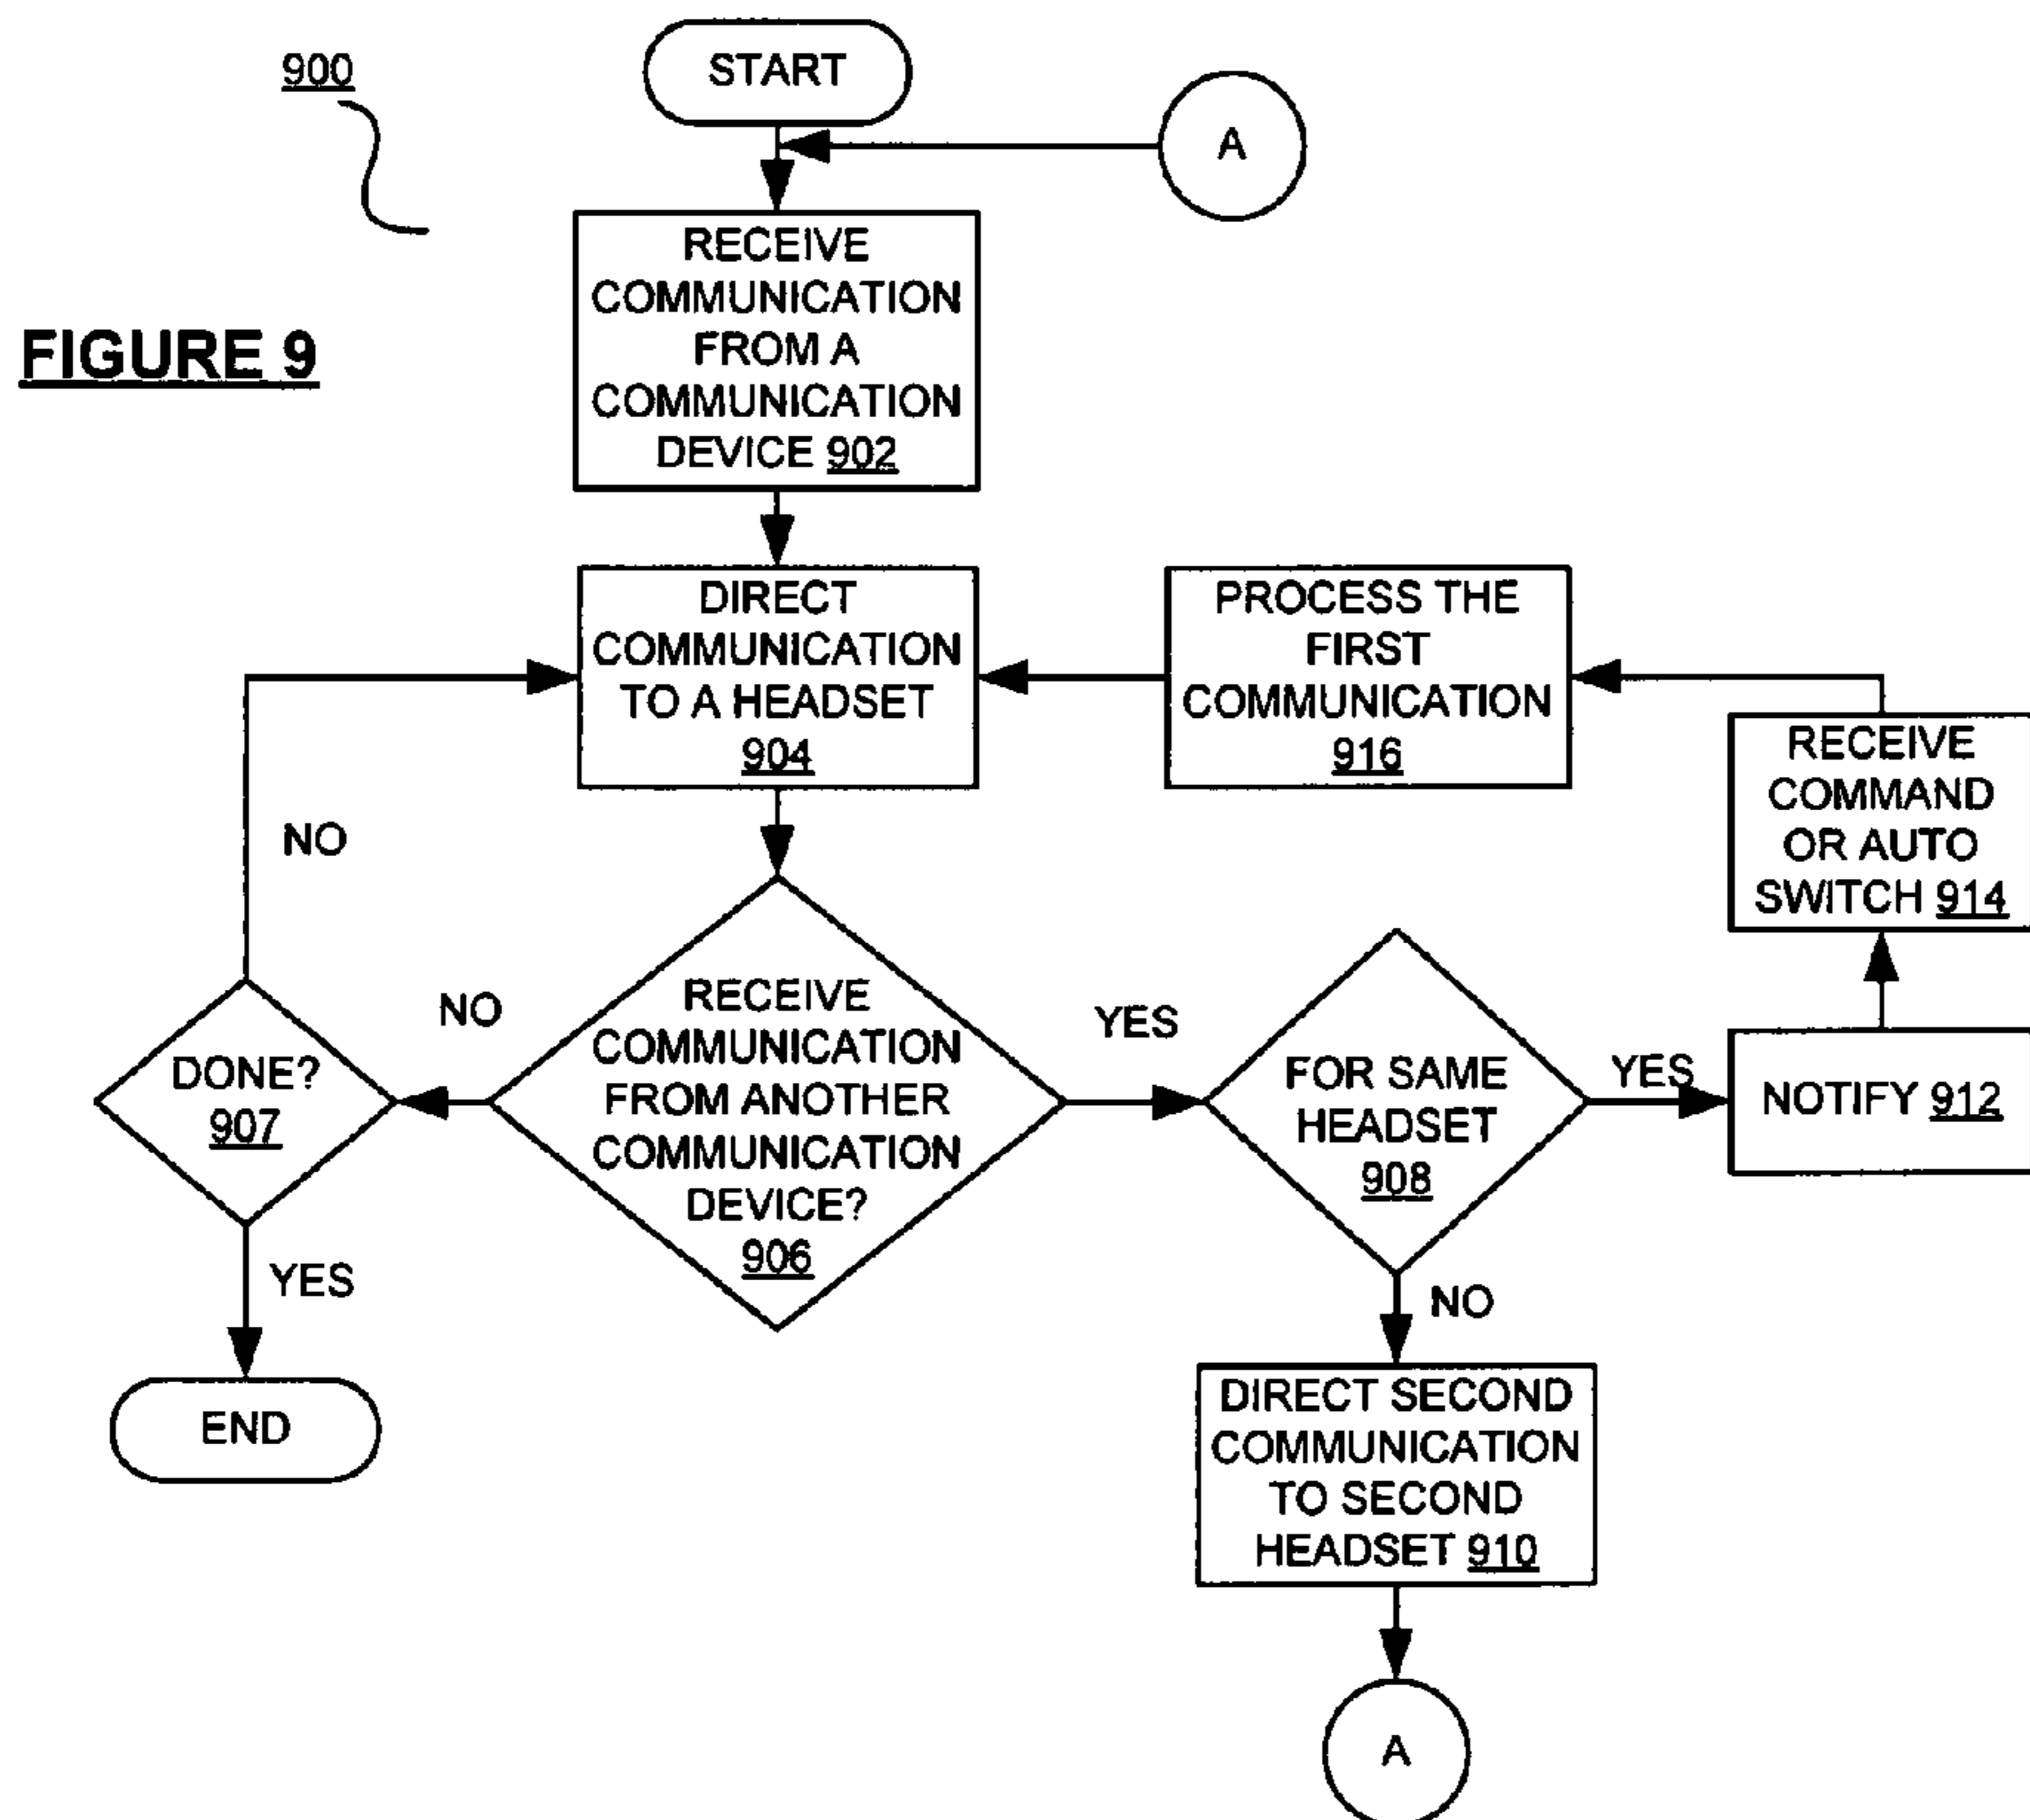 900
START
A
FIGURE 9
RECEIVE
COMMUNICATION
FROM A
COMMUNICATION
DEVICE 902
DIRECT
COMMUNICATION
TO A HEADSET
904
PROCESS THE
FIRST
COMMUNICATION
916
RECEIVE
COMMAND
OR AUTO
SWITCH 914
NO
DONE?
907
NO
RECEIVE
COMMUNICATION
FROM ANOTHER
COMMUNICATION
DEVICE?
906
YES
FOR SAME
HEADSET
908
YES
NOTIFY 912
YES
NO
END
DIRECT SECOND
COMMUNICATION
TO SECOND
HEADSET 910
A